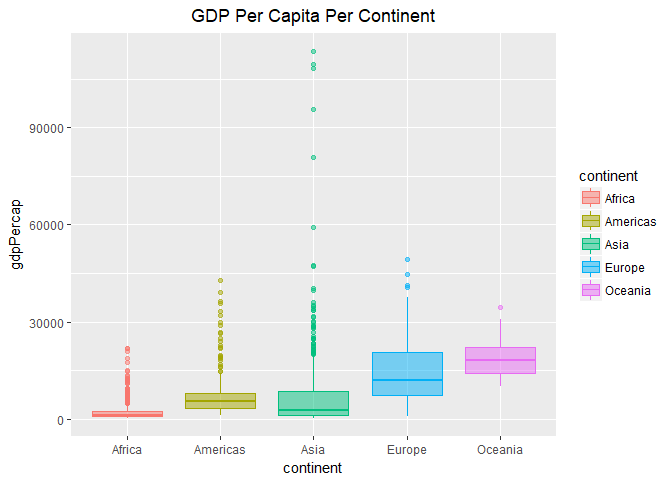 GDP Per Capita Per Continent
gdpPercap
90000
60000
30000
0
Africa Americas Asia Europe Oceania
continent
continent
Africa
Americas
Asia
Europe
Oceania